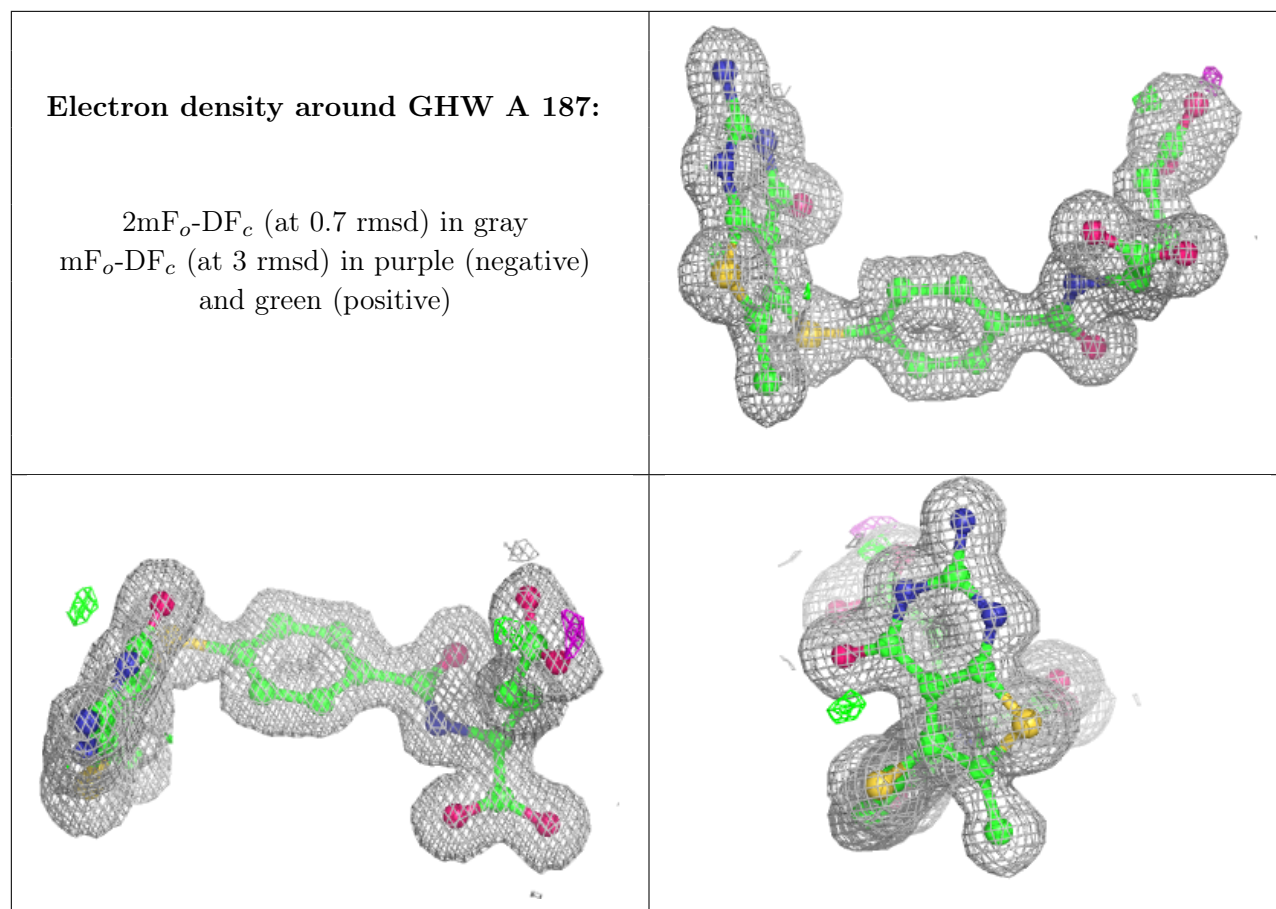 Electron density around GHW A 187:
2mFo-DFc (at 0.7 rmsd) in gray
mFo-DFc (at 3 rmsd) in purple (negative)
and green (positive)